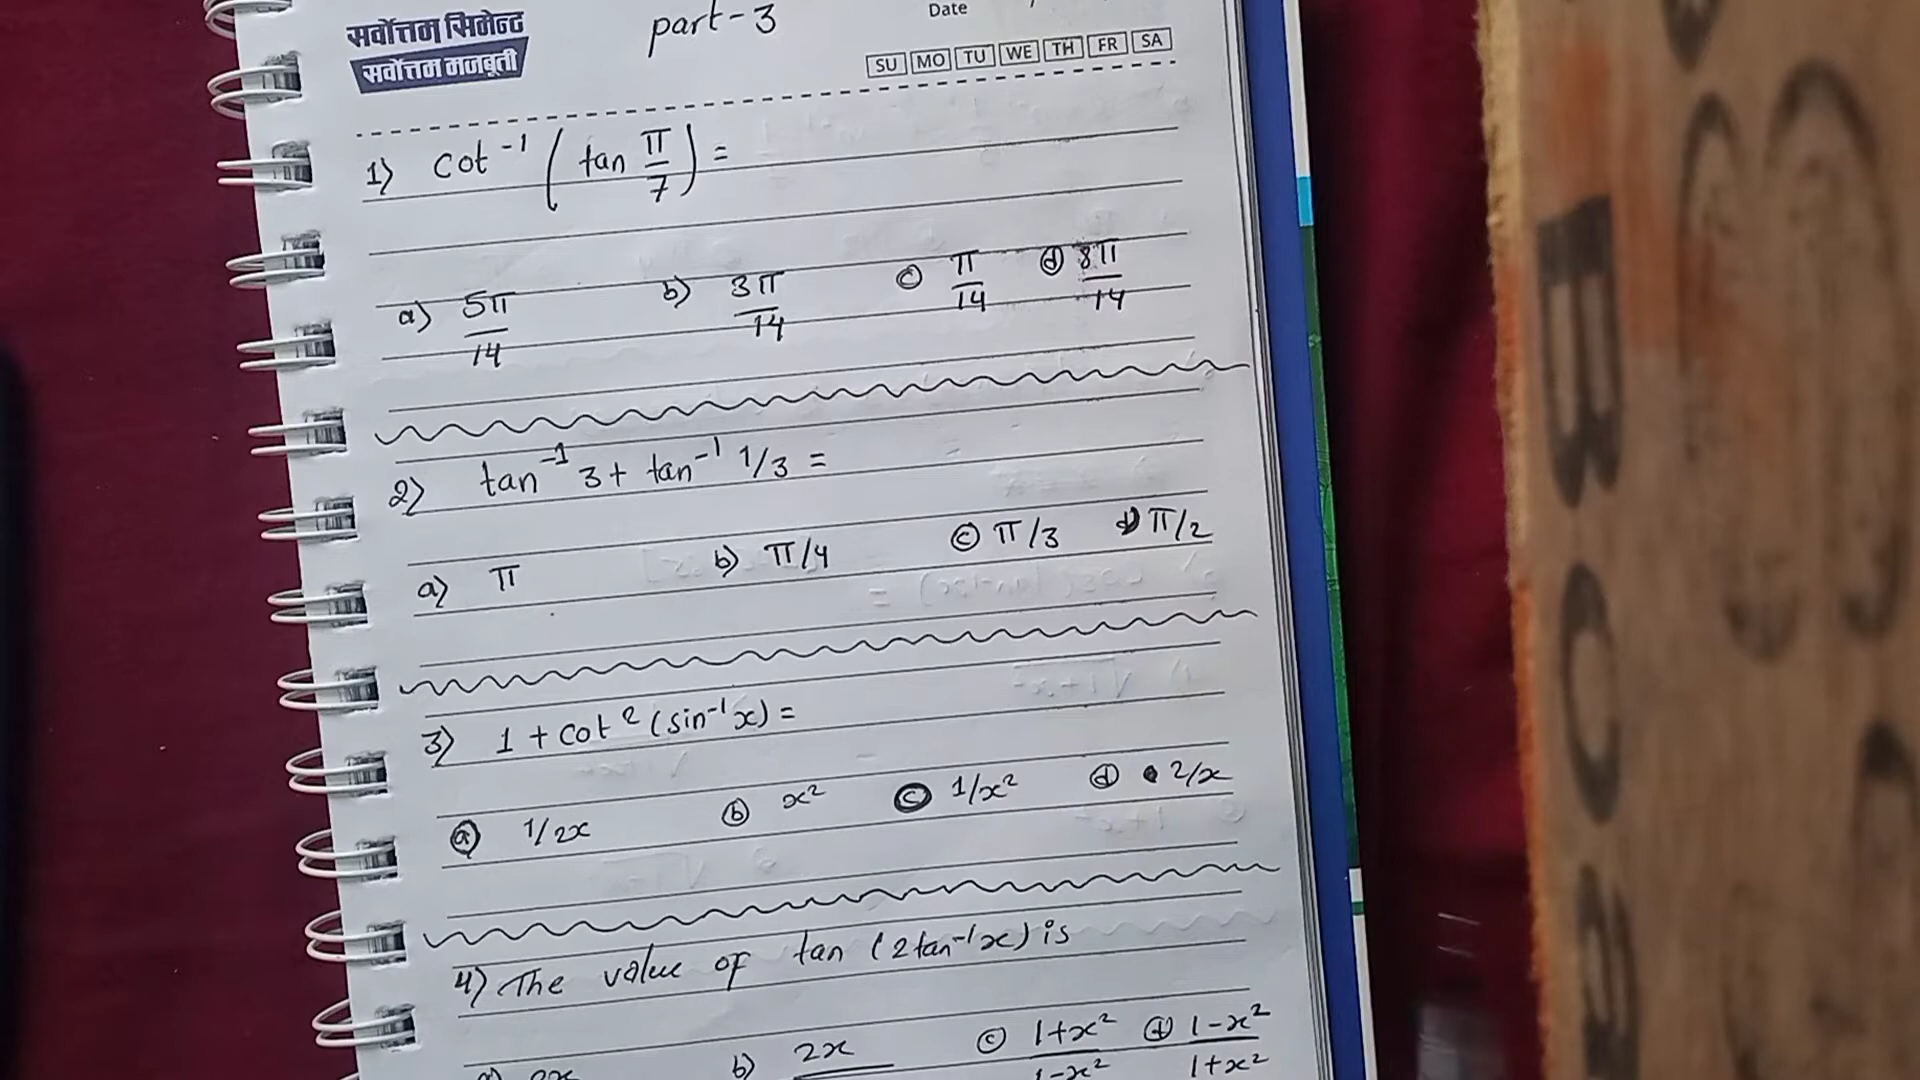 सर्वोत्तम सिमेन्ट
सर्वोत्तम मजबूती
part-3
Date
SU MO TU WE TH FR SA
1) cot⁻¹ (tan π/7) =
a) 5π/14 b) 3π/14 ⓒ π/14 ⓓ 8π/14
2) tan⁻¹ 3 + tan⁻¹ 1/3 =
a) π b) π/4 ⓒ π/3 d) π/2
3) 1 + cot² (sin⁻¹x) =
ⓐ 1/2x ⓑ x² ⓒ 1/x² ⓓ 2/x
4) The value of tan (2tan⁻¹x) is
b) 2x ⓒ 1+x²/1-x² ⓓ 1-x²/1+x²